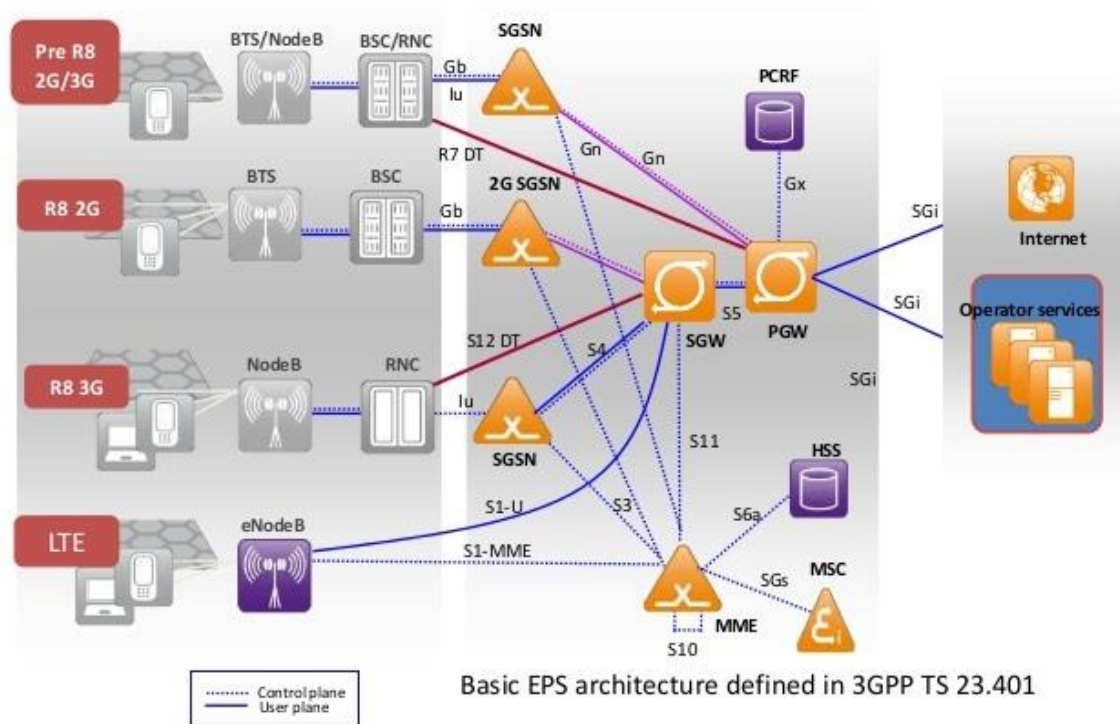 Pre R8
2G/3G
BTS/NodeB
BSC/RNC
Gb
Iu
SGSN
PCRF
R7 DT
Gn
Gn
Gx
R8 2G
BTS
BSC
Gb
2G SGSN
SGi
Internet
S5
SGW
PGW
SGi
Operator services
S12 DT
S4
R8 3G
NodeB
RNC
Iu
SGSN
SGi
S11
HSS
LTE
eNodeB
S1-U
S3
S6a
S1-MME
SGs
MSC
MME
S10
Control plane
User plane
Basic EPS architecture defined in 3GPP TS 23.401